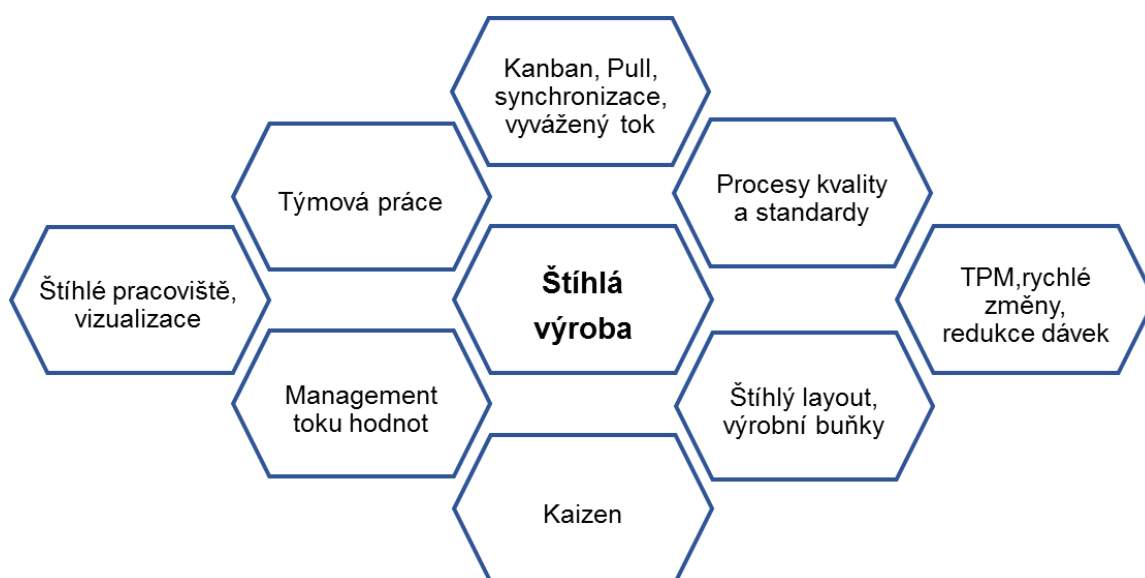 Kanban, Pull,
synchronizace,
vyvážený tok
Týmová práce
Procesy kvality
a standardy
Štíhlé pracoviště,
vizualizace
Štíhlá
výroba
TPM,rychlé
změny,
redukce dávek
Management
toku hodnot
Štíhlý layout,
výrobní buňky
Kaizen